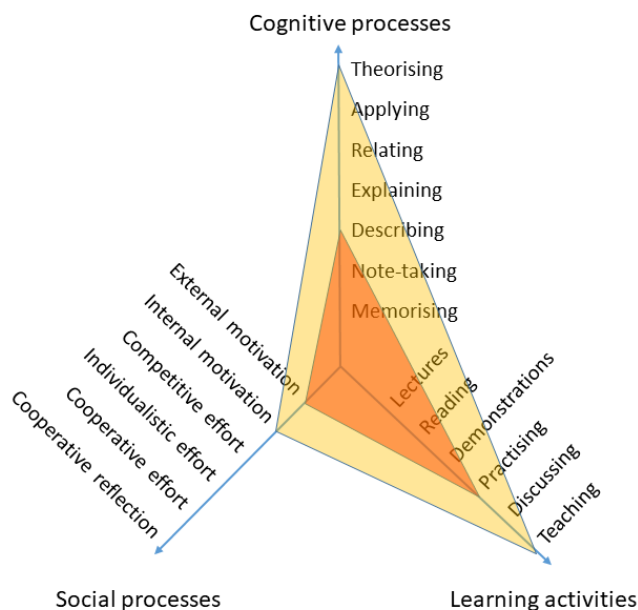 Cognitive processes
Theorising
Applying
Relating
Explaining
Describing
Note-taking
Memorising
External motivation
Internal motivation
Competitive effort
Individualistic effort
Cooperative effort
Cooperative reflection
Lectures
Reading
Demonstrations
Practising
Discussing
Teaching
Social processes
Learning activities